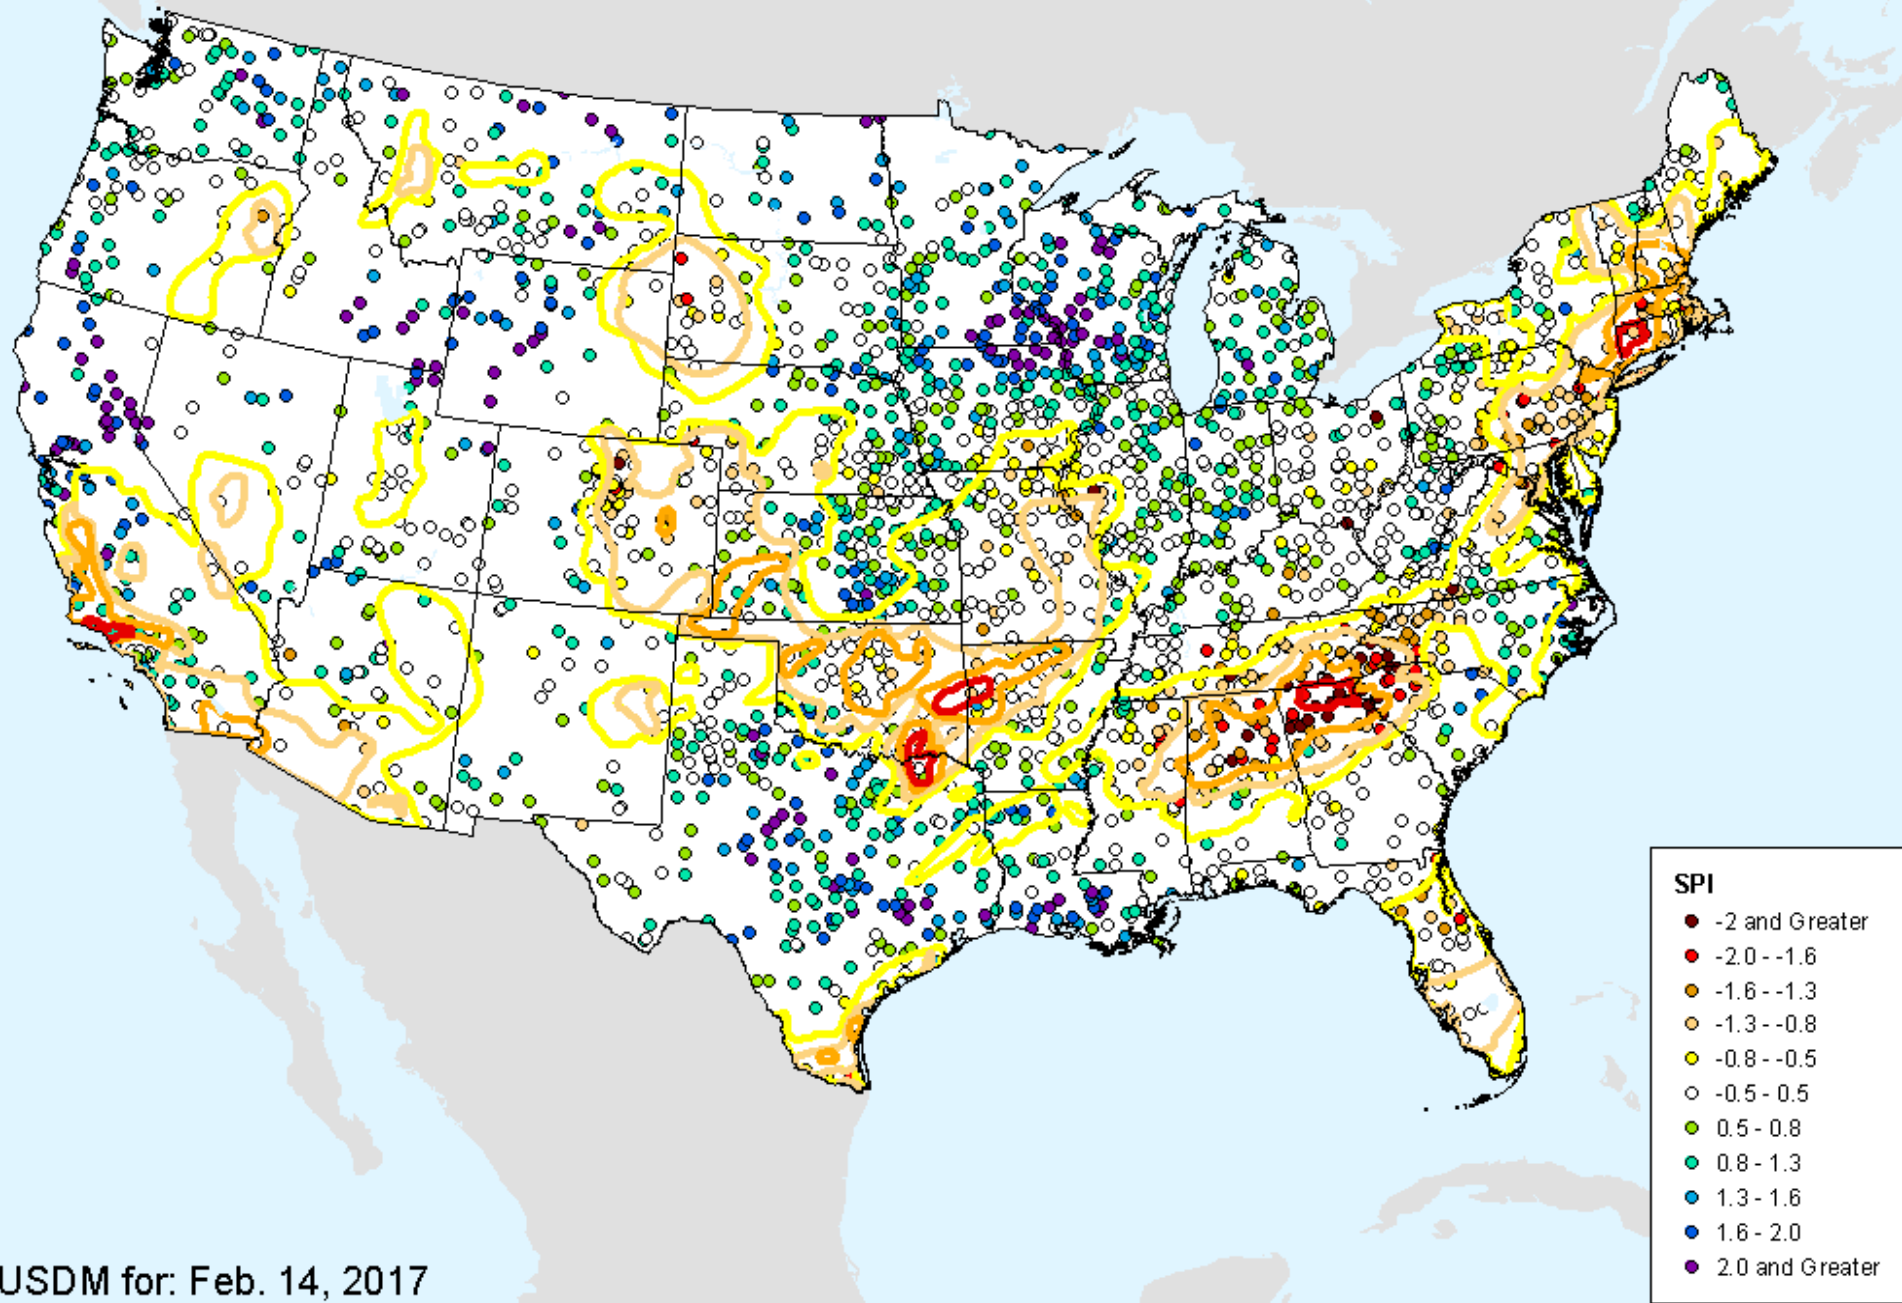 SPI
-2 and Greater
-2.0 - -1.6
-1.6 - -1.3
-1.3 - -0.8
-0.8 - -0.5
-0.5 - 0.5
0.5 - 0.8
0.8 - 1.3
1.3 - 1.6
1.6 - 2.0
2.0 and Greater
USDM for: Feb. 14, 2017